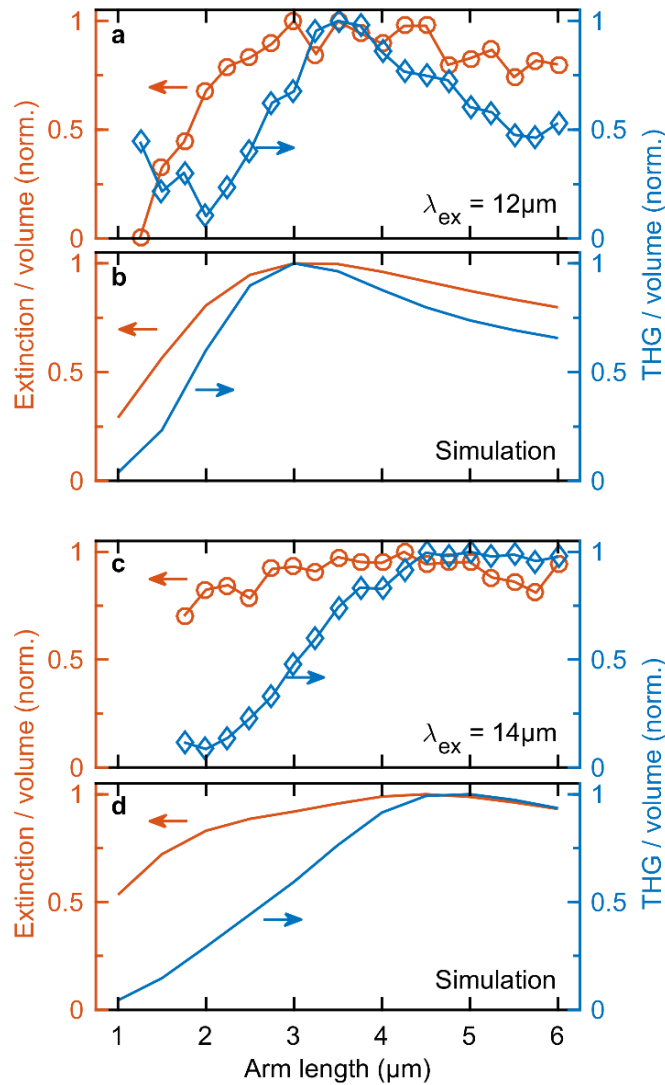 a
1
0.5
0
1
0.5
0
λex = 12μm
b
1
0.5
0
1
0.5
0
Simulation
Extinction / volume (norm.)
THG / volume (norm.)
c
1
0.5
0
1
0.5
0
λex = 14μm
d
1
0.5
0
1
0.5
0
Simulation
Extinction / volume (norm.)
THG / volume (norm.)
1 2 3 4 5 6
Arm length (μm)